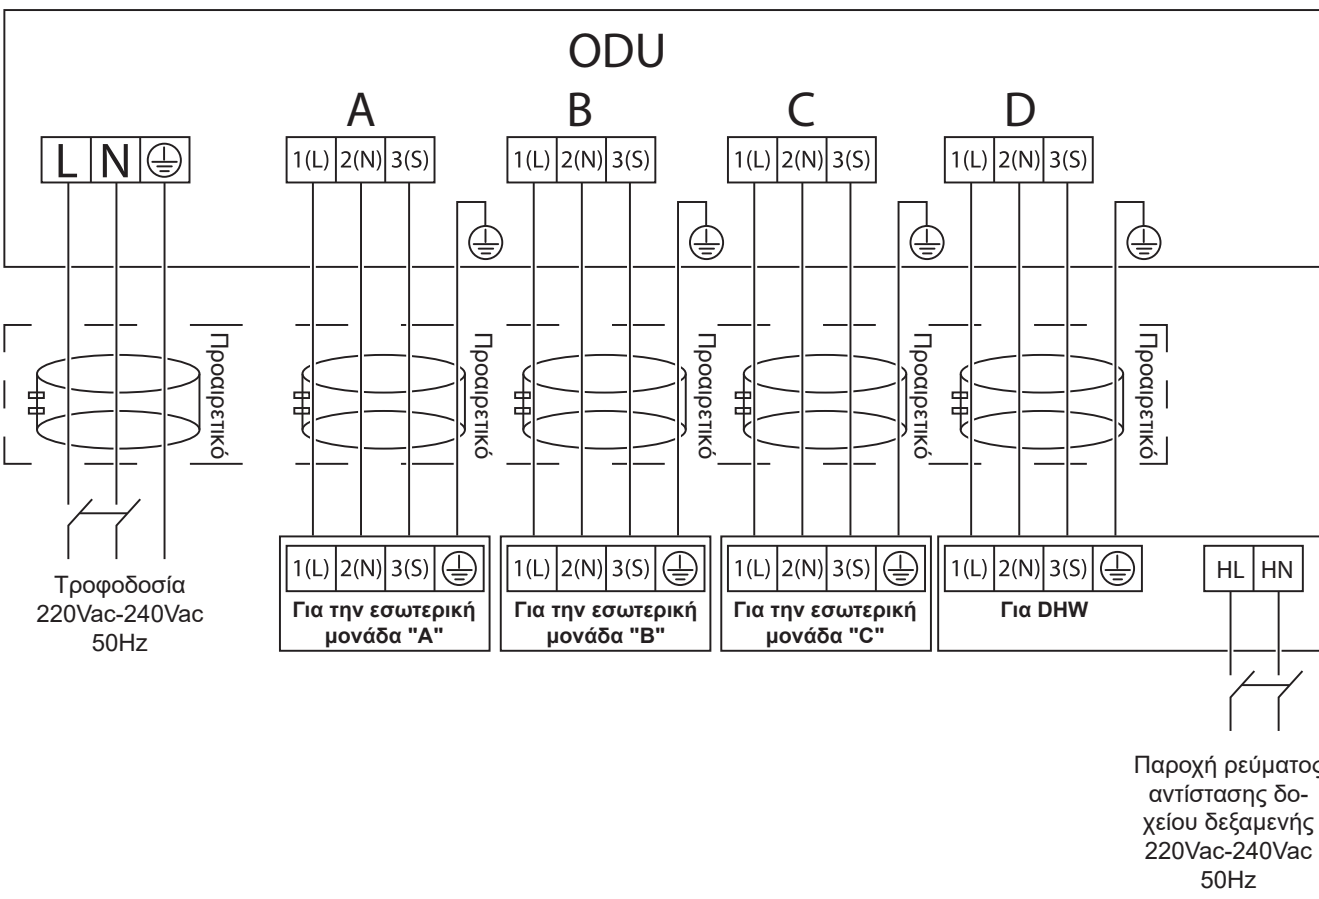 ODU
A
B
C
D
L N
1(L) 2(N) 3(S)
1(L) 2(N) 3(S)
1(L) 2(N) 3(S)
1(L) 2(N) 3(S)
Προαιρετικό
Προαιρετικό
Προαιρετικό
Προαιρετικό
Προαιρετικό
Τροφοδοσία
220Vac-240Vac
50Hz
1(L) 2(N) 3(S)
Για την εσωτερική
μονάδα "A"
1(L) 2(N) 3(S)
Για την εσωτερική
μονάδα "B"
1(L) 2(N) 3(S)
Για την εσωτερική
μονάδα "C"
1(L) 2(N) 3(S)
Για DHW
HL HN
Παροχή ρεύματος
αντίστασης δο-
χείου δεξαμενής
220Vac-240Vac
50Hz